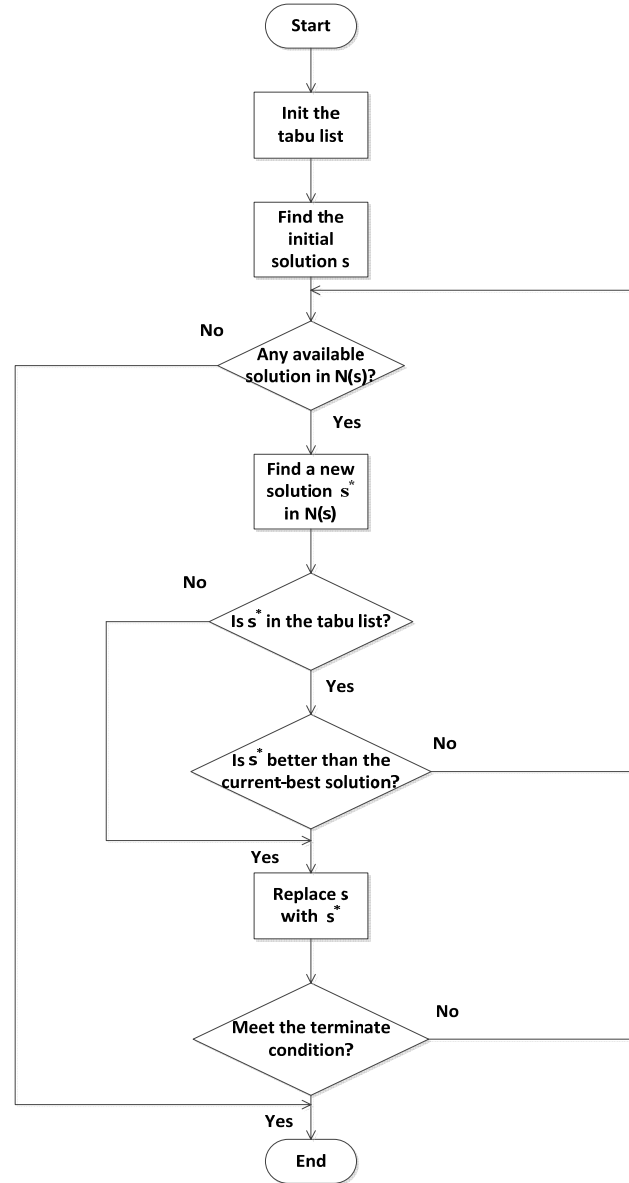 Start
Init the
tabu list
Find the
initial
solution s
No
Any available
solution in N(s)?
Yes
Find a new
solution s*
in N(s)
No
Is s* in the tabu list?
Yes
No
Is s* better than the
current-best solution?
Yes
Replace s
with s*
No
Meet the terminate
condition?
Yes
End